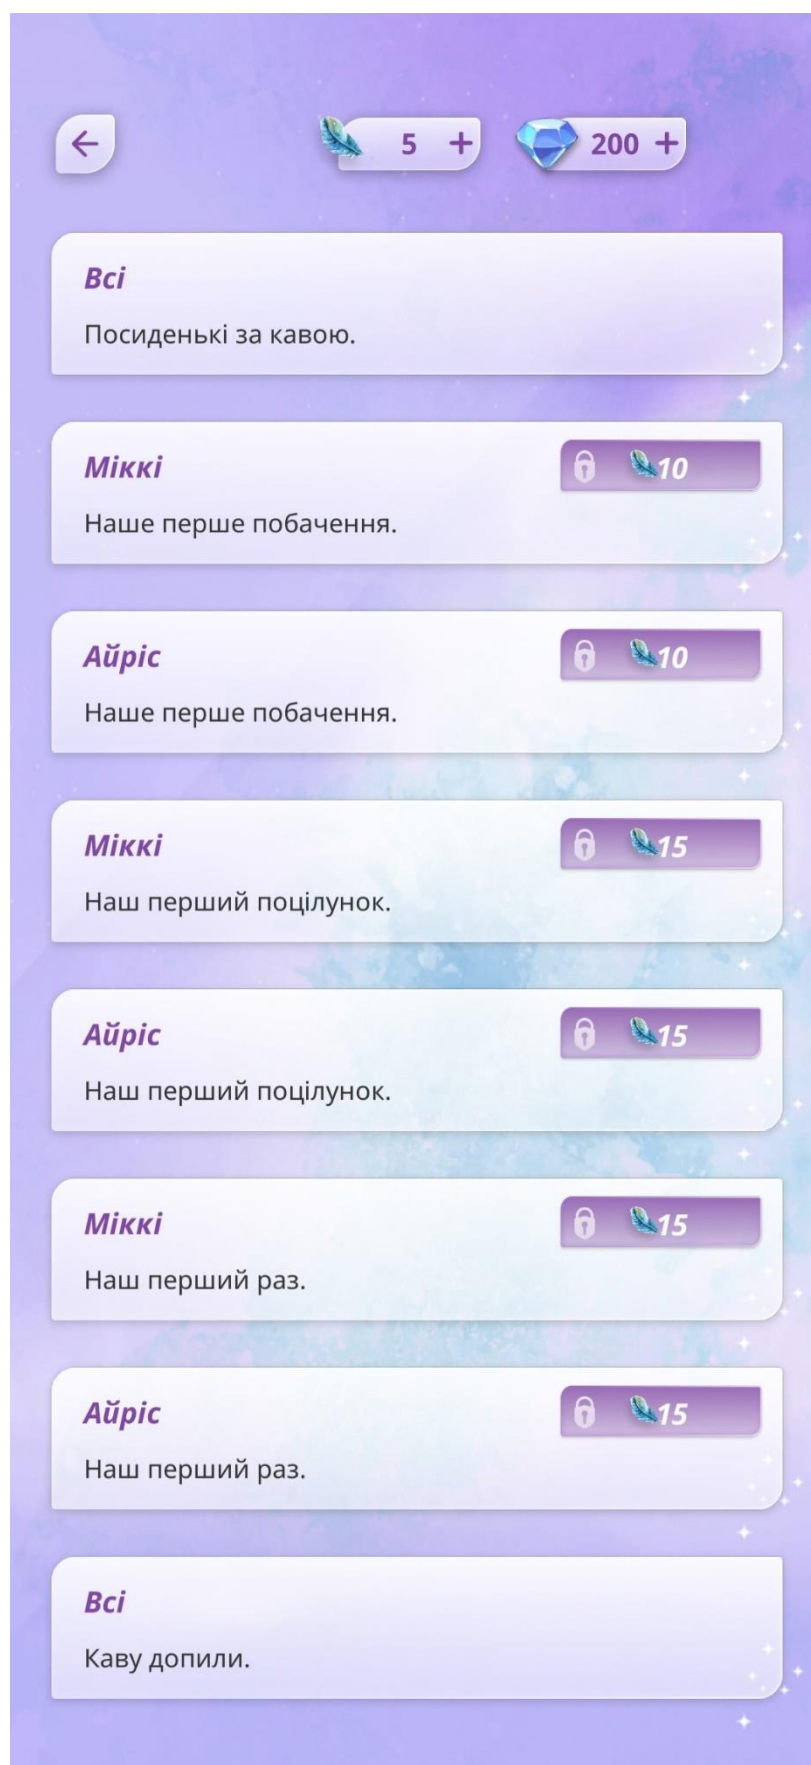 5 +
200 +
Всі
Посиденькі за кавою.
Міккі
10
Наше перше побачення.
Айріс
10
Наше перше побачення.
Міккі
15
Наш перший поцілунок.
Айріс
15
Наш перший поцілунок.
Міккі
15
Наш перший раз.
Айріс
15
Наш перший раз.
Всі
Каву допили.